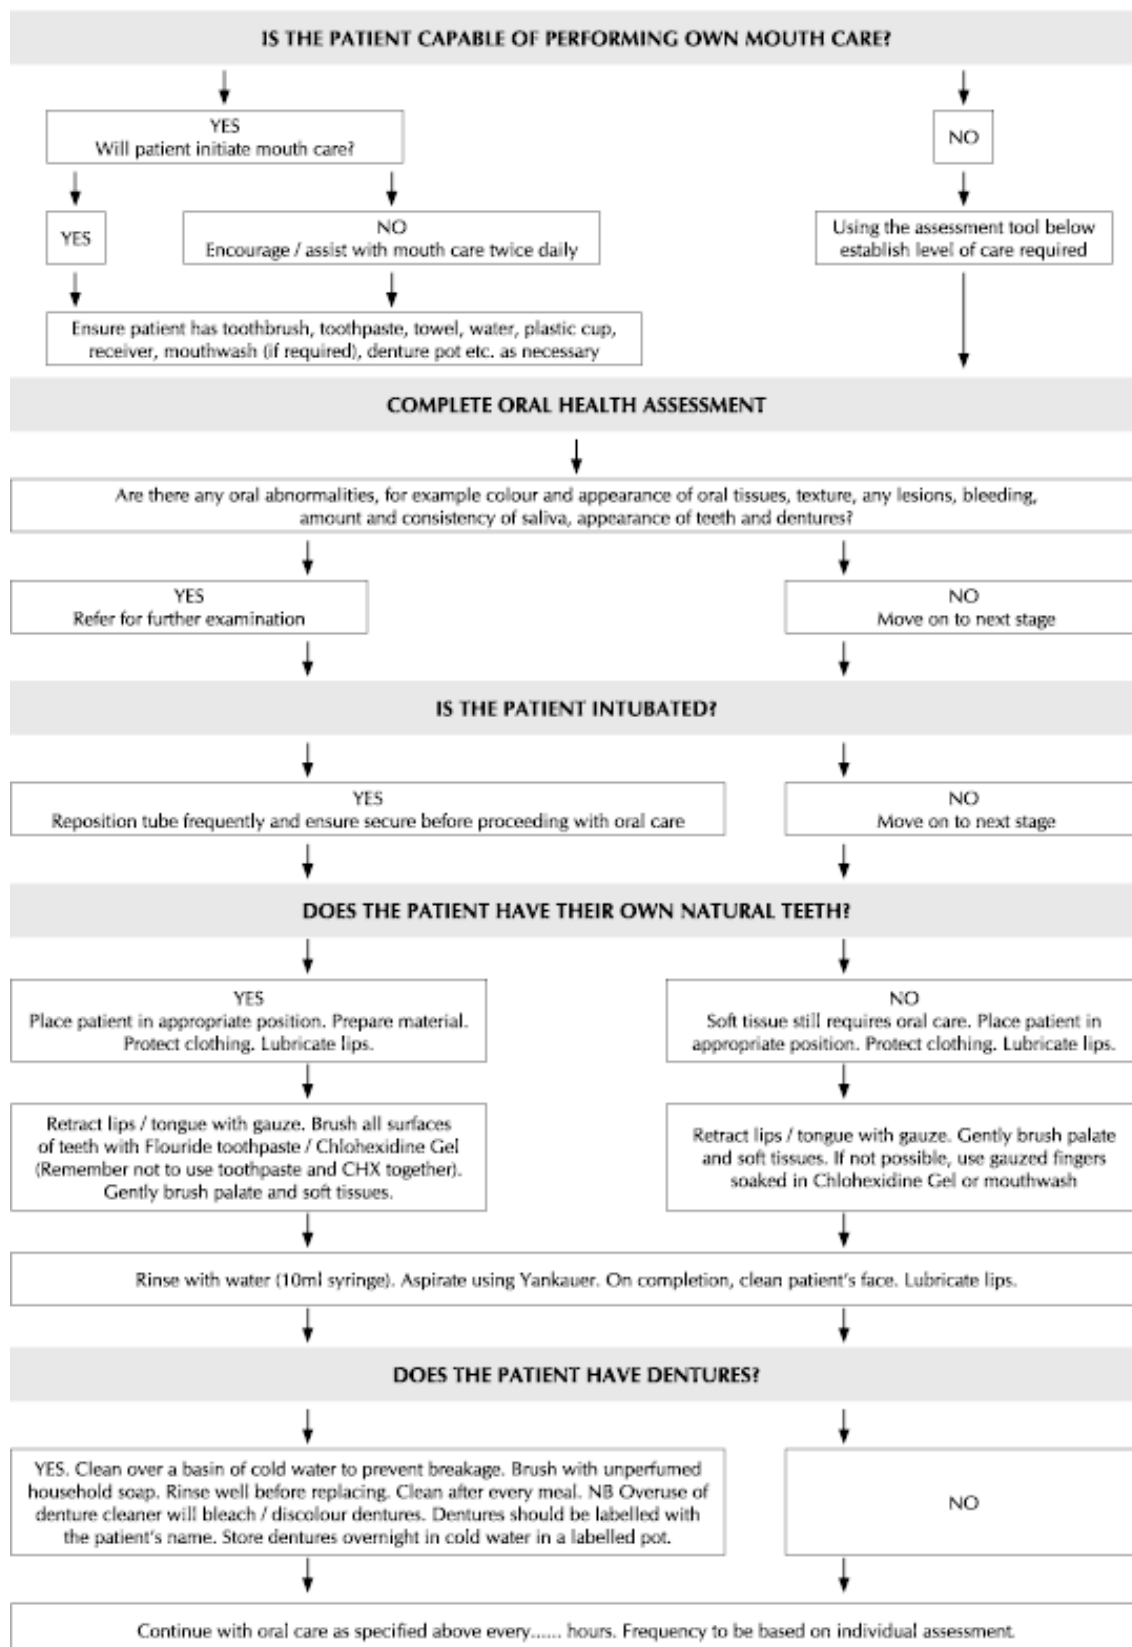 IS THE PATIENT CAPABLE OF PERFORMING OWN MOUTH CARE?
YES
Will patient initiate mouth care?
NO
YES
NO
Encourage / assist with mouth care twice daily
Using the assessment tool below
establish level of care required
Ensure patient has toothbrush, toothpaste, towel, water, plastic cup,
receiver, mouthwash (if required), denture pot etc. as necessary
COMPLETE ORAL HEALTH ASSESSMENT
Are there any oral abnormalities, for example colour and appearance of oral tissues, texture, any lesions, bleeding,
amount and consistency of saliva, appearance of teeth and dentures?
YES
Refer for further examination
NO
Move on to next stage
IS THE PATIENT INTUBATED?
YES
Reposition tube frequently and ensure secure before proceeding with oral care
NO
Move on to next stage
DOES THE PATIENT HAVE THEIR OWN NATURAL TEETH?
YES
Place patient in appropriate position. Prepare material.
Protect clothing. Lubricate lips.
NO
Soft tissue still requires oral care. Place patient in
appropriate position. Protect clothing. Lubricate lips.
Retract lips / tongue with gauze. Brush all surfaces
of teeth with Flouride toothpaste / Chlohexidine Gel
(Remember not to use toothpaste and CHX together).
Gently brush palate and soft tissues.
Retract lips / tongue with gauze. Gently brush palate
and soft tissues. If not possible, use gauzed fingers
soaked in Chlohexidine Gel or mouthwash
Rinse with water (10ml syringe). Aspirate using Yankauer. On completion, clean patient's face. Lubricate lips.
DOES THE PATIENT HAVE DENTURES?
YES. Clean over a basin of cold water to prevent breakage. Brush with unperfumed
household soap. Rinse well before replacing. Clean after every meal. NB Overuse of
denture cleaner will bleach / discolour dentures. Dentures should be labelled with
the patient's name. Store dentures overnight in cold water in a labelled pot.
NO
Continue with oral care as specified above every...... hours. Frequency to be based on individual assessment.